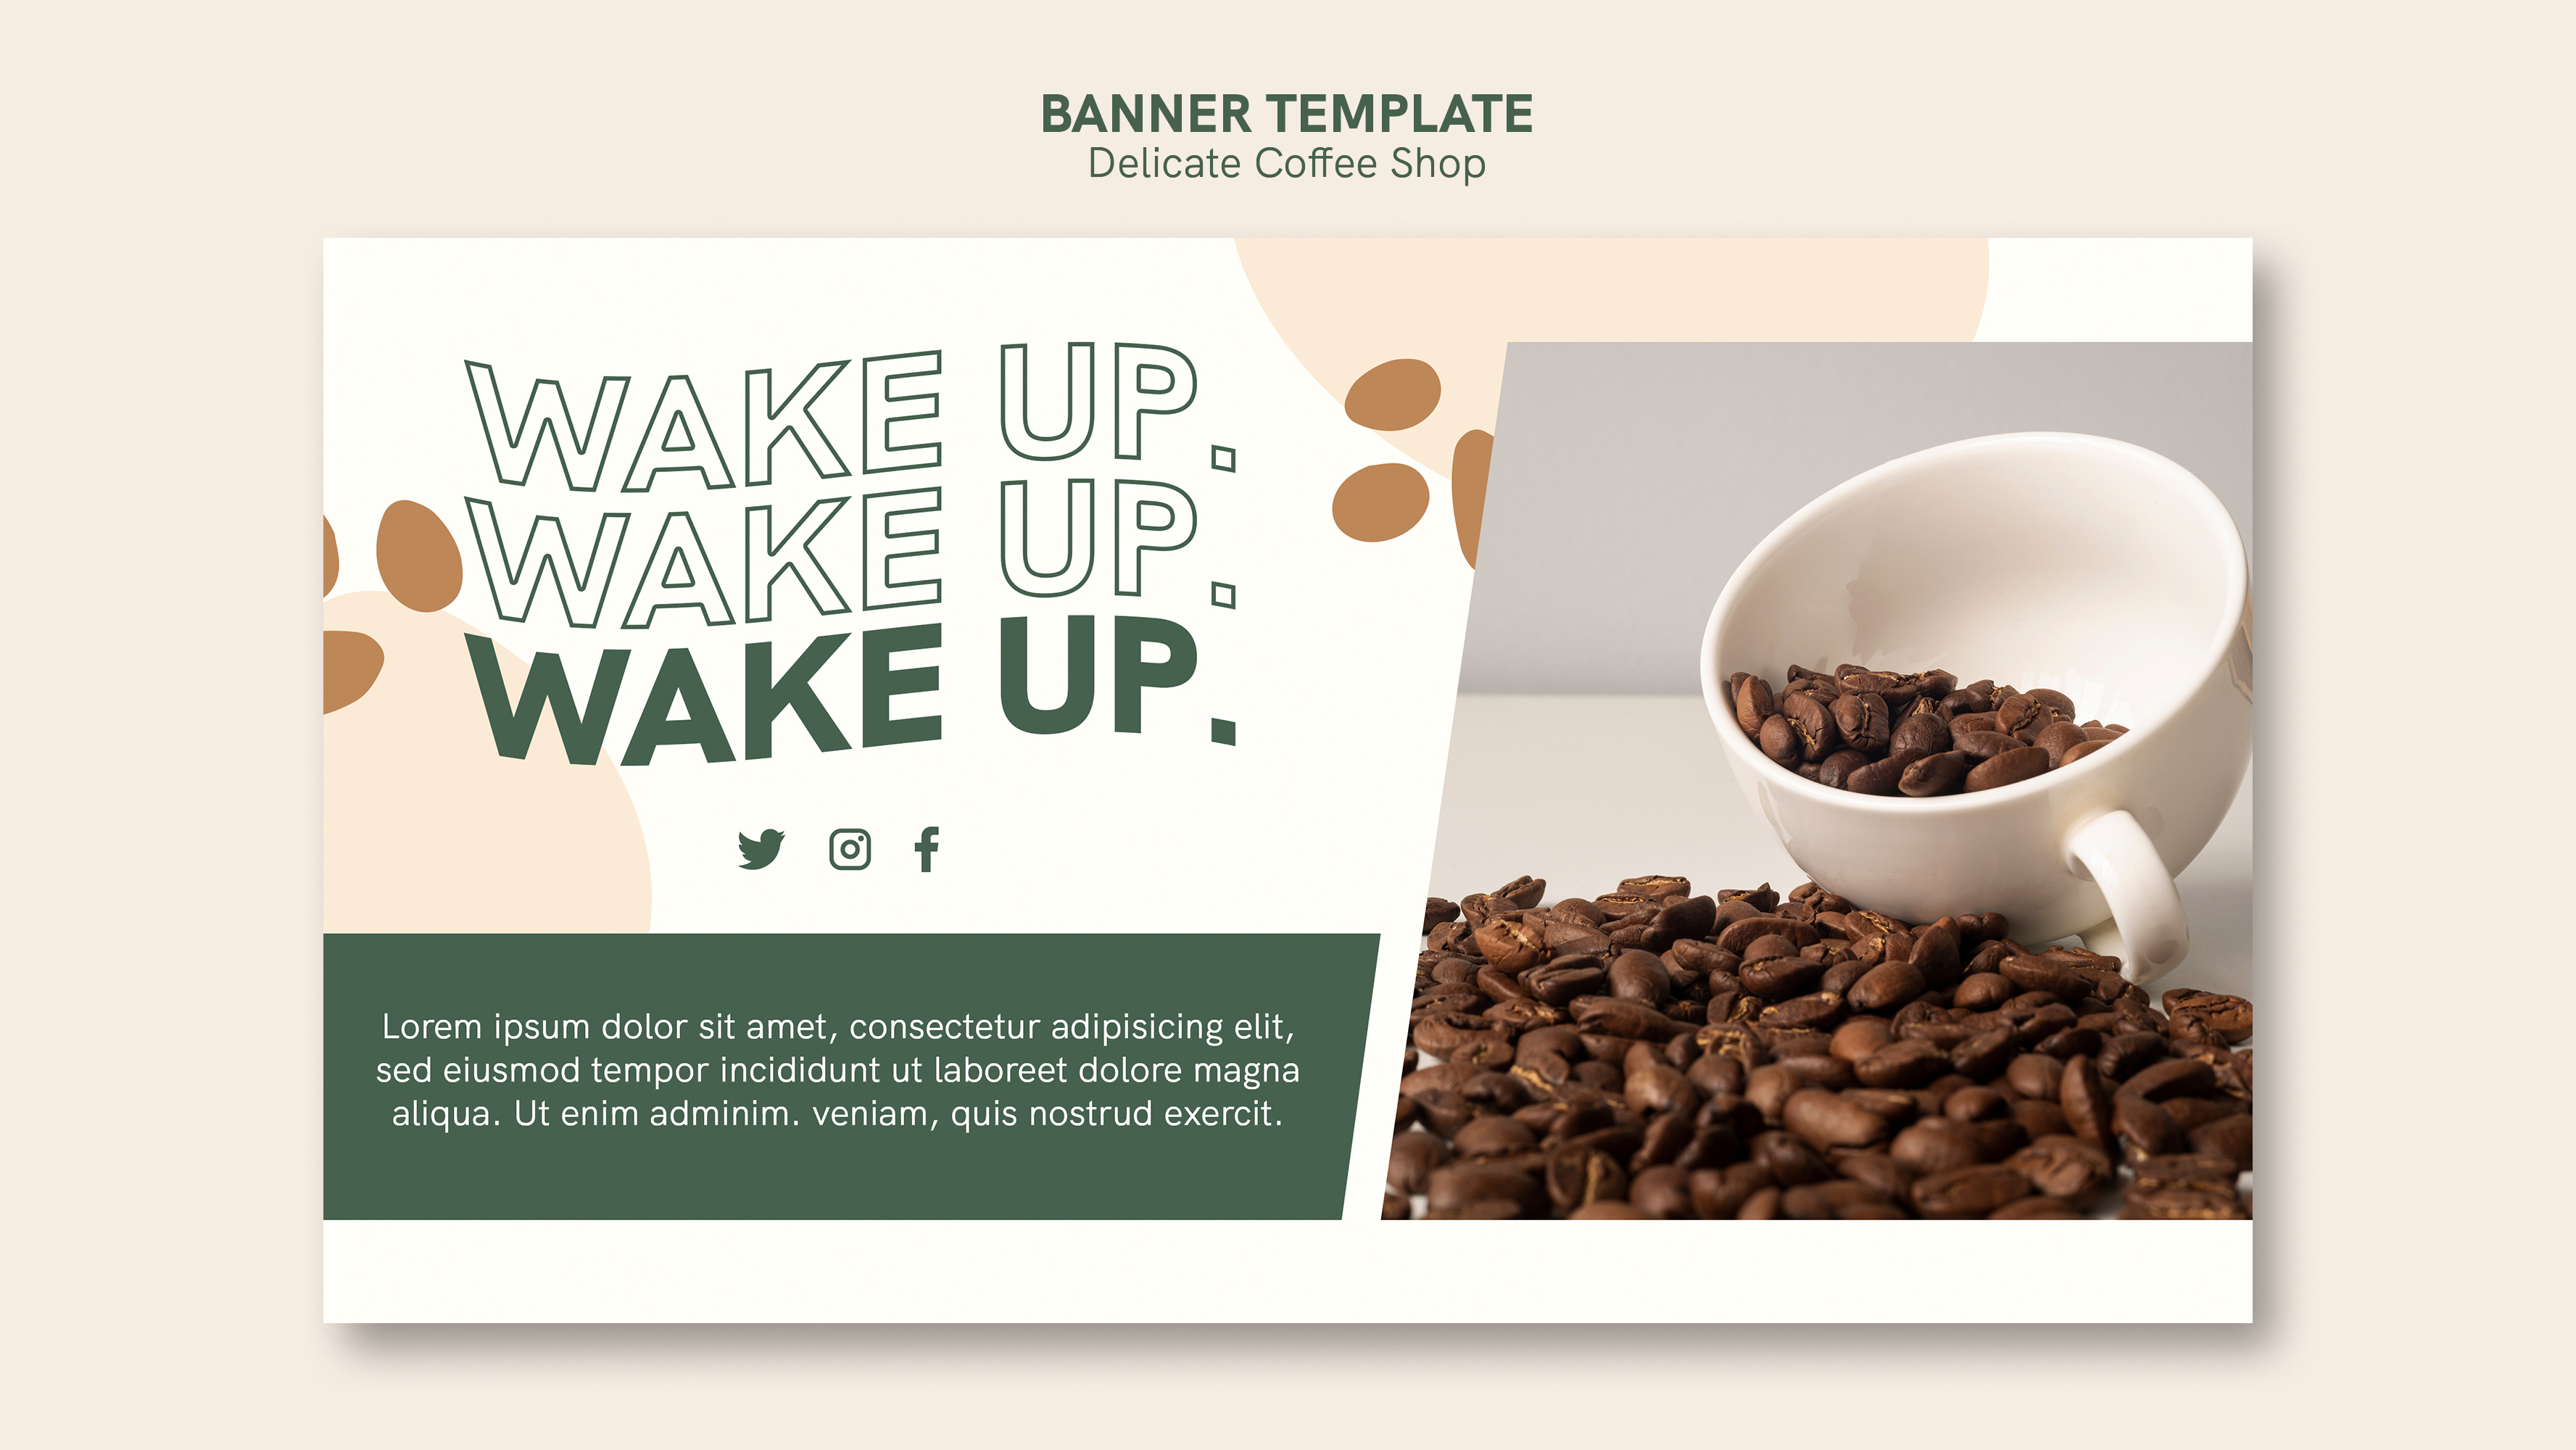 BANNER TEMPLATE
Delicate Coffee Shop
WAKE UP.
WAKE UP.
WAKE UP.
Lorem ipsum dolor sit amet, consectetur adipisicing elit,
sed eiusmod tempor incididunt ut laboreet dolore magna
aliqua. Ut enim adminim. veniam, quis nostrud exercit.